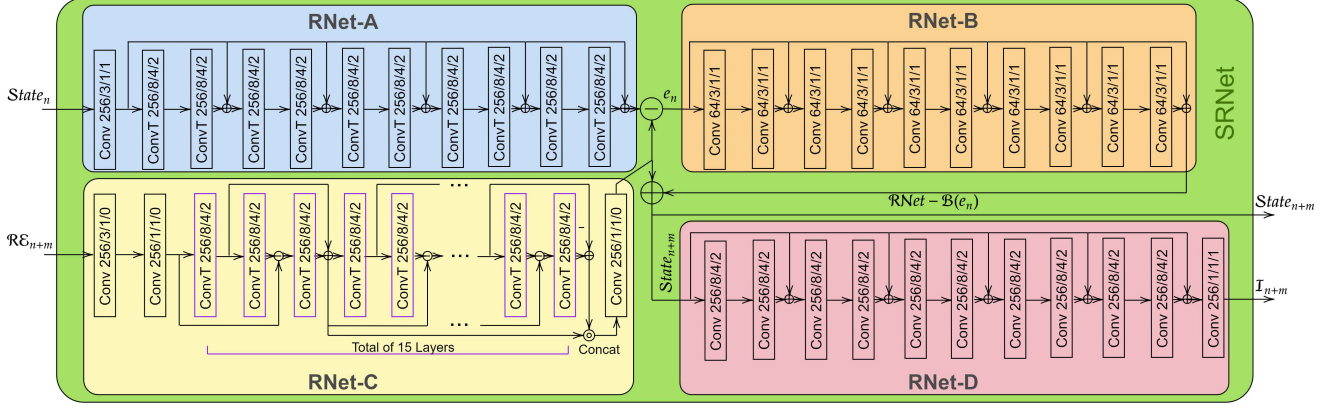 RNet-A
State_n
Conv 256/3/1/1
ConvT 256/8/4/2
ConvT 256/8/4/2
ConvT 256/8/4/2
ConvT 256/8/4/2
ConvT 256/8/4/2
ConvT 256/8/4/2
ConvT 256/8/4/2
ConvT 256/8/4/2
ConvT 256/8/4/2
ConvT 256/8/4/2
−
e_n
RNet-B
Conv 64/3/1/1
Conv 64/3/1/1
Conv 64/3/1/1
Conv 64/3/1/1
Conv 64/3/1/1
Conv 64/3/1/1
Conv 64/3/1/1
Conv 64/3/1/1
Conv 64/3/1/1
Conv 64/3/1/1
SRNet
RNet − B(e_n)
State_{n+m}
RE_{n+m}
Conv 256/3/1/0
Conv 256/1/1/0
ConvT 256/8/4/2
ConvT 256/8/4/2
ConvT 256/8/4/2
ConvT 256/8/4/2
ConvT 256/8/4/2
...
...
...
ConvT 256/8/4/2
ConvT 256/8/4/2
−
Conv 256/1/1/0
Total of 15 Layers
Concat
RNet-C
State_{n+m}
Conv 256/8/4/2
Conv 256/8/4/2
Conv 256/8/4/2
Conv 256/8/4/2
Conv 256/8/4/2
Conv 256/8/4/2
Conv 256/8/4/2
Conv 256/8/4/2
Conv 256/8/4/2
Conv 256/8/4/2
Conv 256/1/1/1
I_{n+m}
RNet-D